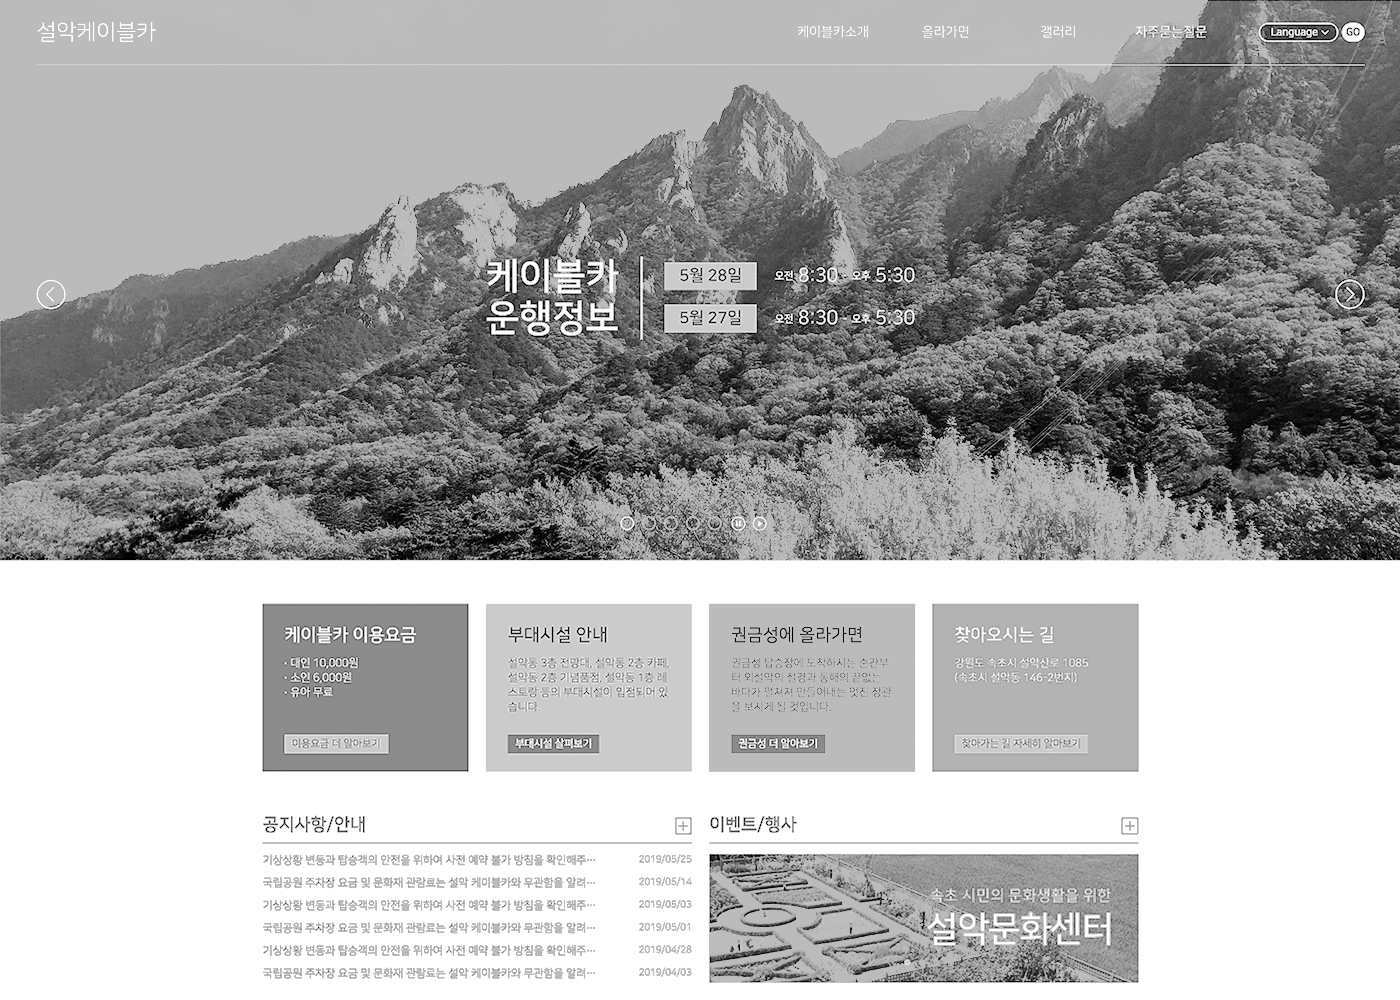 설악케이블카
케이블카소개 올라가면 갤러리 자주묻는질문 Language GO
케이블카
운행정보
5월 28일 오전 8:30 - 오후 5:30
5월 27일 오전 8:30 - 오후 5:30
케이블카 이용요금
· 대인 10,000원
· 소인 6,000원
· 유아 무료
이용요금 더 알아보기
부대시설 안내
설악동 3층 전망대, 설악동 2층 카페,
설악동 2층 기념품점, 설악동 1층 레
스토랑 등의 부대시설이 입점되어 있
습니다.
부대시설 살펴보기
권금성에 올라가면
권금성 탑승장에 도착하시는 순간부
터 외설악의 절경과 동해의 끝없는
바다가 펼쳐져 만들어내는 멋진 장관
을 보시게 될 것입니다.
권금성 더 알아보기
찾아오시는 길
강원도 속초시 설악산로 1085
(속초시 설악동 146-2번지)
찾아가는 길 자세히 알아보기
공지사항/안내
기상상황 변동과 탑승객의 안전을 위하여 사전 예약 불가 방침을 확인해주··· 2019/05/25
국립공원 주차장 요금 및 문화재 관람료는 설악 케이블카와 무관함을 알려··· 2019/05/14
기상상황 변동과 탑승객의 안전을 위하여 사전 예약 불가 방침을 확인해주··· 2019/05/03
국립공원 주차장 요금 및 문화재 관람료는 설악 케이블카와 무관함을 알려··· 2019/05/01
기상상황 변동과 탑승객의 안전을 위하여 사전 예약 불가 방침을 확인해주··· 2019/04/28
국립공원 주차장 요금 및 문화재 관람료는 설악 케이블카와 무관함을 알려··· 2019/04/03
이벤트/행사
속초 시민의 문화생활을 위한
설악문화센터